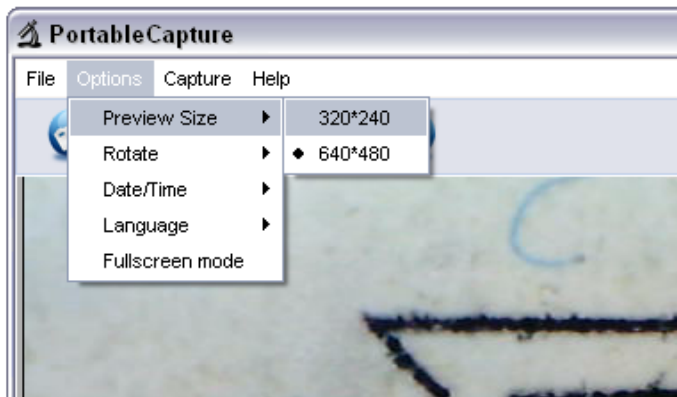 PortableCapture
File Options Capture Help
Preview Size 320*240
Rotate 640*480
Date/Time
Language
Fullscreen mode